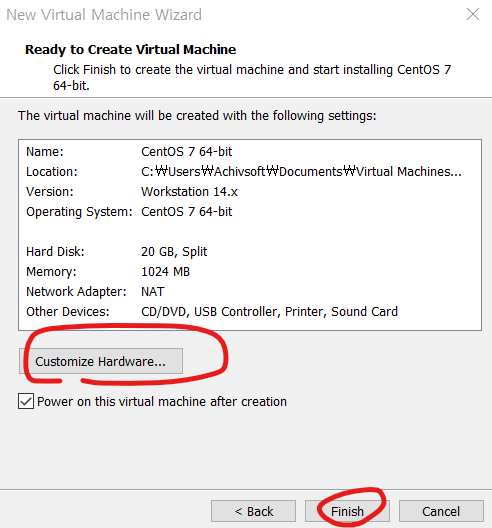 New Virtual Machine Wizard
Ready to Create Virtual Machine
Click Finish to create the virtual machine and start installing CentOS 7
64-bit.
The virtual machine will be created with the following settings:
Name: CentOS 7 64-bit
Location: C:₩Users₩Achivsoft₩Documents₩Virtual Machines...
Version: Workstation 14.x
Operating System: CentOS 7 64-bit
Hard Disk: 20 GB, Split
Memory: 1024 MB
Network Adapter: NAT
Other Devices: CD/DVD, USB Controller, Printer, Sound Card
Customize Hardware...
Power on this virtual machine after creation
< Back Finish Cancel